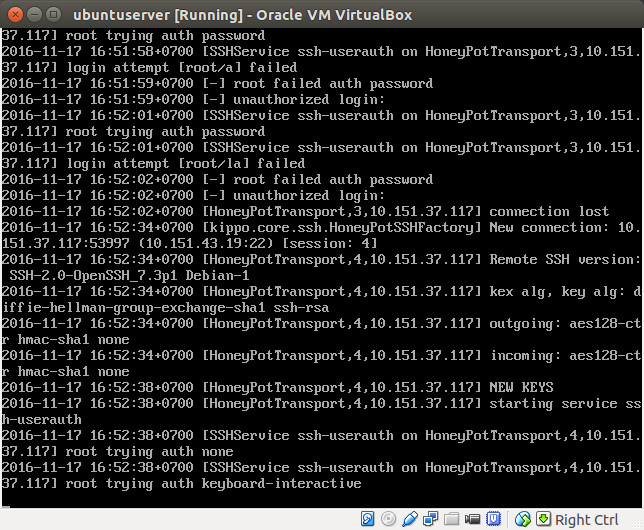 ubuntuserver [Running] - Oracle VM VirtualBox
37.117] root trying auth password
2016-11-17 16:51:58+0700 [SSHService ssh-userauth on HoneyPotTransport,3,10.151.
37.117] login attempt [root/a] failed
2016-11-17 16:51:59+0700 [-] root failed auth password
2016-11-17 16:51:59+0700 [-] unauthorized login:
2016-11-17 16:52:01+0700 [SSHService ssh-userauth on HoneyPotTransport,3,10.151.
37.117] root trying auth password
2016-11-17 16:52:01+0700 [SSHService ssh-userauth on HoneyPotTransport,3,10.151.
37.117] login attempt [root/la] failed
2016-11-17 16:52:02+0700 [-] root failed auth password
2016-11-17 16:52:02+0700 [-] unauthorized login:
2016-11-17 16:52:02+0700 [HoneyPotTransport,3,10.151.37.117] connection lost
2016-11-17 16:52:34+0700 [kippo.core.ssh.HoneyPotSSHFactory] New connection: 10.
151.37.117:53997 (10.151.43.19:22) [session: 4]
2016-11-17 16:52:34+0700 [HoneyPotTransport,4,10.151.37.117] Remote SSH version:
SSH-2.0-OpenSSH_7.3p1 Debian-1
2016-11-17 16:52:34+0700 [HoneyPotTransport,4,10.151.37.117] kex alg, key alg: d
iffie-hellman-group-exchange-sha1 ssh-rsa
2016-11-17 16:52:34+0700 [HoneyPotTransport,4,10.151.37.117] outgoing: aes128-ct
r hmac-sha1 none
2016-11-17 16:52:34+0700 [HoneyPotTransport,4,10.151.37.117] incoming: aes128-ct
r hmac-sha1 none
2016-11-17 16:52:38+0700 [HoneyPotTransport,4,10.151.37.117] NEW KEYS
2016-11-17 16:52:38+0700 [HoneyPotTransport,4,10.151.37.117] starting service ss
h-userauth
2016-11-17 16:52:38+0700 [SSHService ssh-userauth on HoneyPotTransport,4,10.151.
37.117] root trying auth none
2016-11-17 16:52:38+0700 [SSHService ssh-userauth on HoneyPotTransport,4,10.151.
37.117] root trying auth keyboard-interactive
Right Ctrl